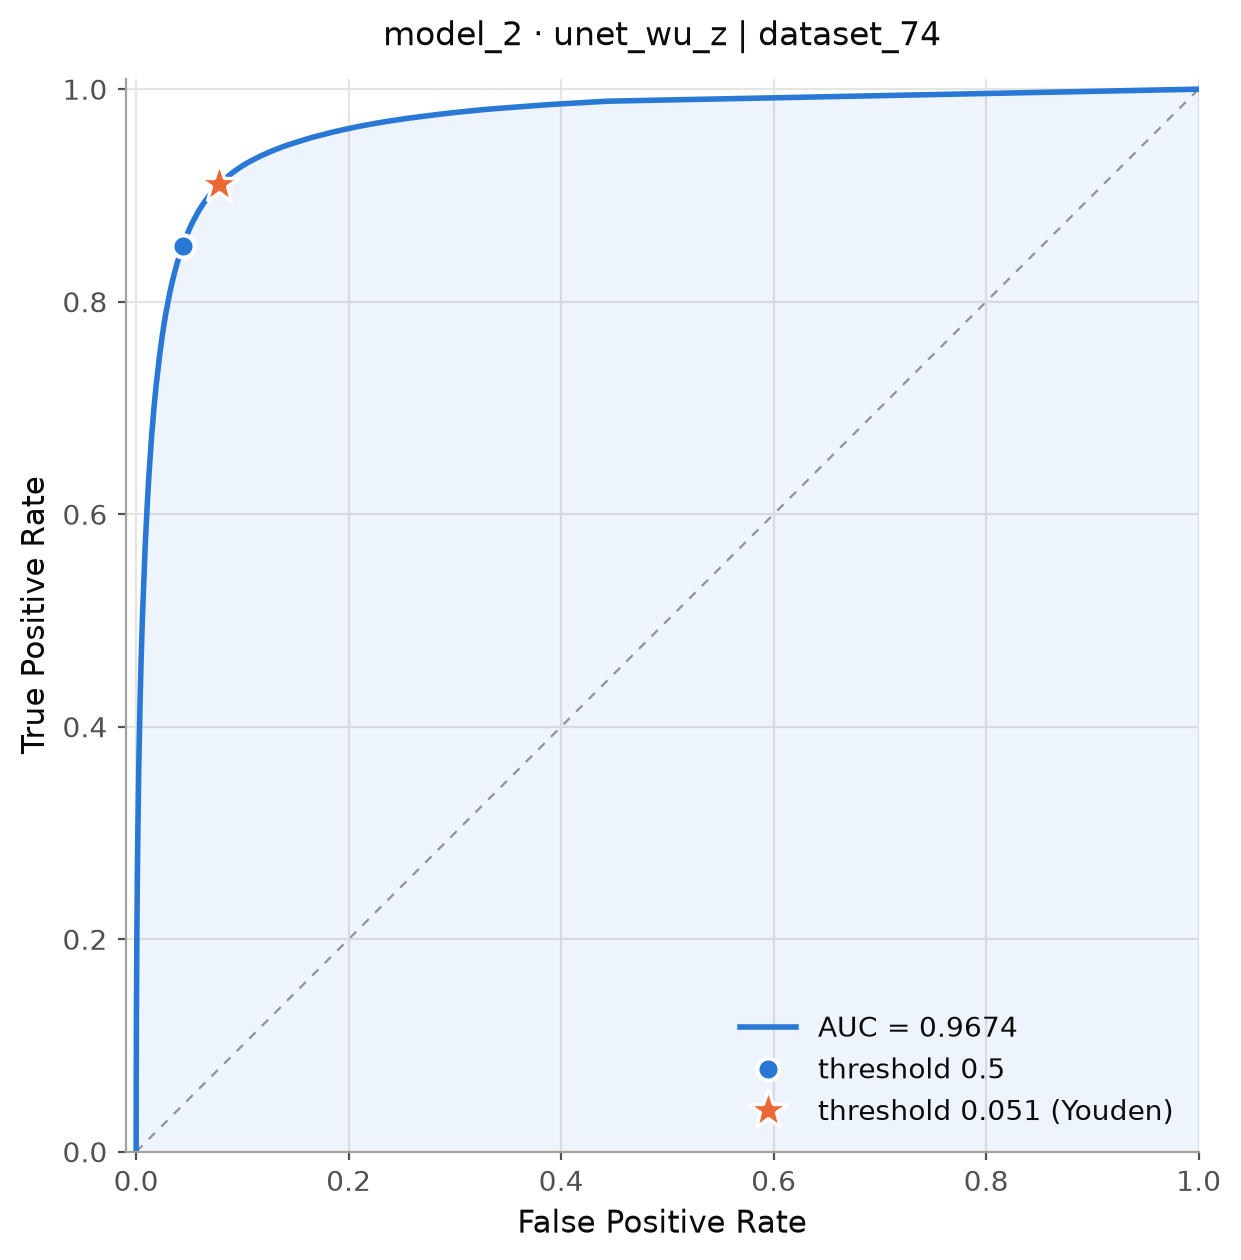 model_2 · unet_wu_z | dataset_74
True Positive Rate
1.0
0.8
0.6
0.4
0.2
0.0
0.0 0.2 0.4 0.6 0.8 1.0
False Positive Rate
AUC = 0.9674
threshold 0.5
threshold 0.051 (Youden)